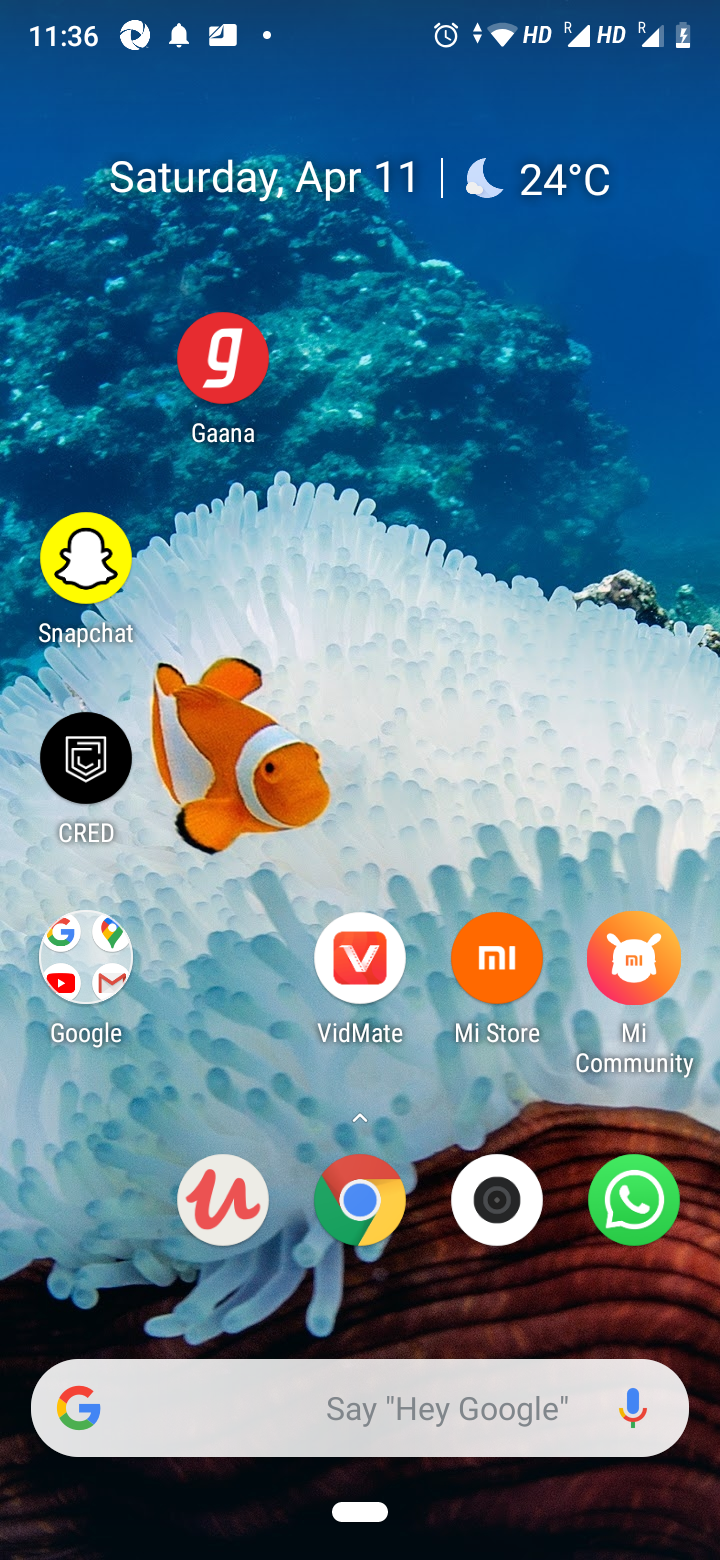 11:36 HD R HD R
Saturday, Apr 11 24°C
g
Gaana
Snapchat
CRED
Google VidMate Mi Store Mi Community
Say "Hey Google"